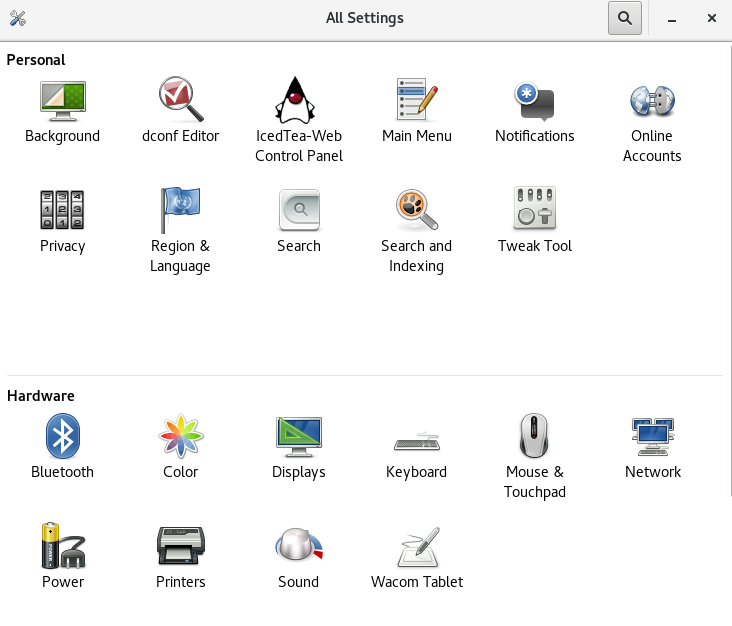 All Settings
Personal
Background
dconf Editor
IcedTea-Web
Control Panel
Main Menu
Notifications
Online
Accounts
Privacy
Region &
Language
Search
Search and
Indexing
Tweak Tool
Hardware
Bluetooth
Color
Displays
Keyboard
Mouse &
Touchpad
Network
Power
Printers
Sound
Wacom Tablet